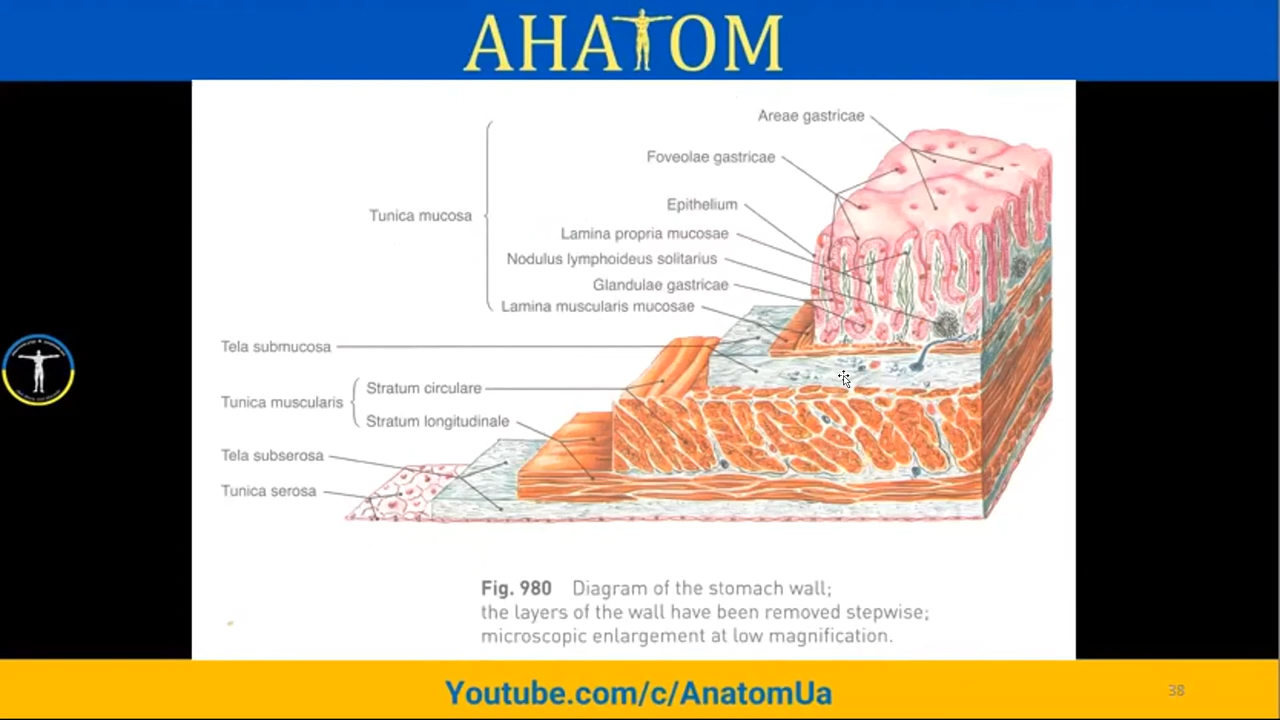 АНАТОМ
Areae gastricae
Foveolae gastricae
Epithelium
Tunica mucosa
Lamina propria mucosae
Nodulus lymphoideus solitarius
Glandulae gastricae
Lamina muscularis mucosae
Tela submucosa
Stratum circulare
Tunica muscularis
Stratum longitudinale
Tela subserosa
Tunica serosa
Fig. 980 Diagram of the stomach wall;
the layers of the wall have been removed stepwise;
microscopic enlargement at low magnification.
Youtube.com/c/AnatomUa
38